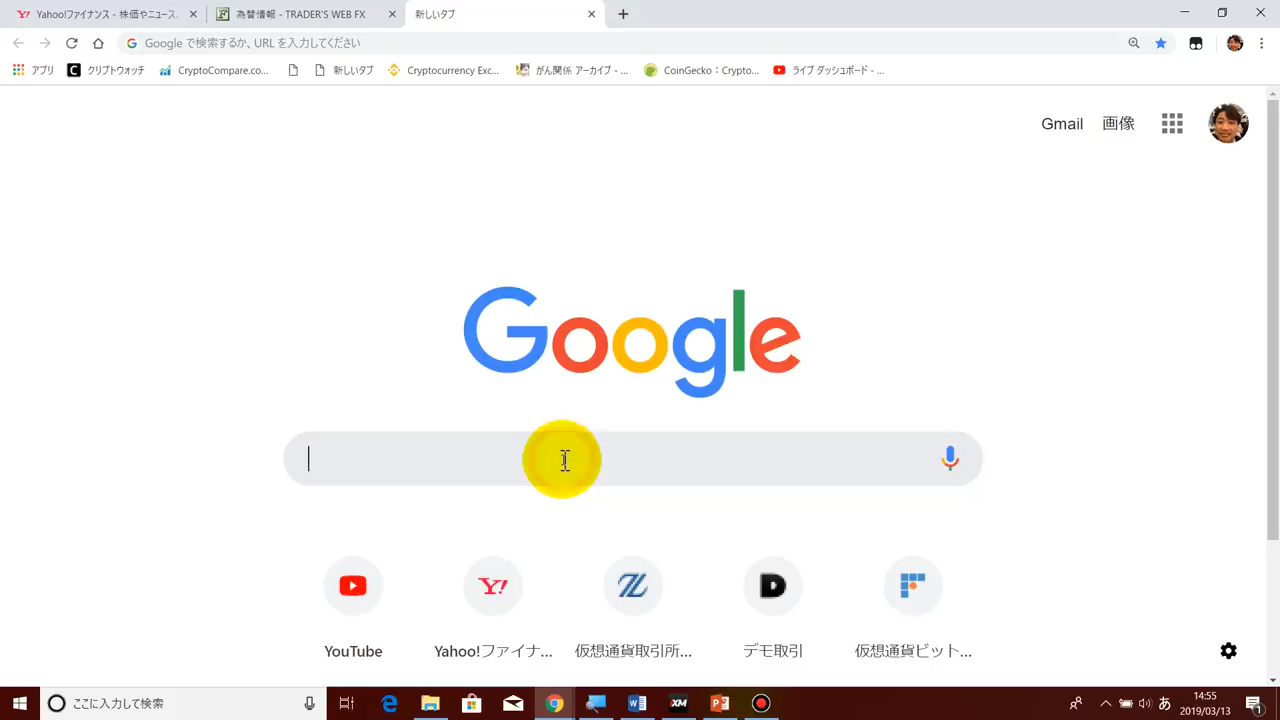 Yahoo!ファイナンス - 株価やニュース、
為替情報 - TRADER'S WEB FX
新しいタブ
Google で検索するか、URL を入力してください
アプリ
クリプトウォッチ
CryptoCompare.co...
新しいタブ
Cryptocurrency Exc...
がん関係 アーカイブ - ...
CoinGecko：Crypto...
ライブ ダッシュボード - ...
Gmail
画像
Google
YouTube
Yahoo!ファイナ...
仮想通貨取引所...
デモ取引
仮想通貨ビット...
ここに入力して検索
あ
14:55
2019/03/13